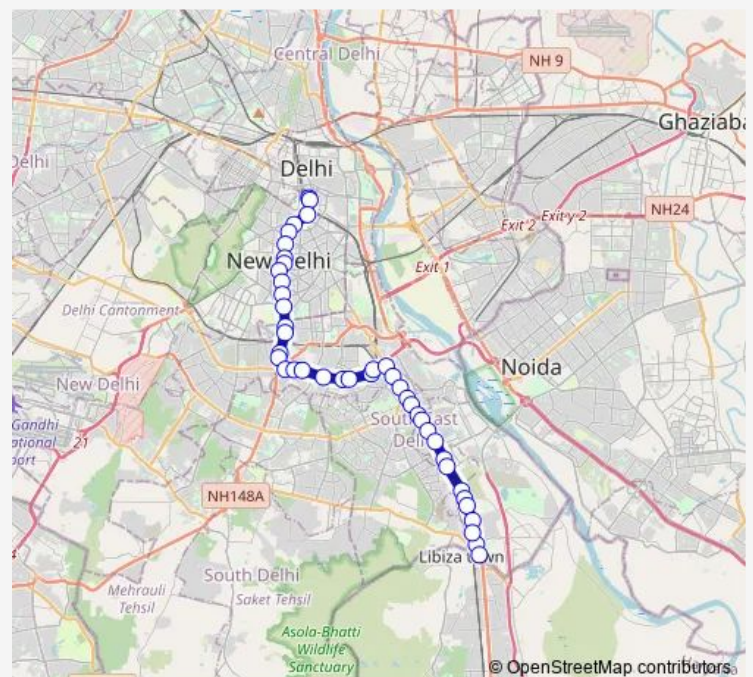 Central Delhi
NH 9
Ghaziaba
Delhi
Delhi
NH24
Exit 2
Exit y 2
New Delhi
Exit 1
Delhi Cantonment
New Delhi
Noida
Gandhi
ational
port
21
South East
Del
NH148A
4
Libiza town
South Delhi
Mehrauli
Tehsil
Saket Tehsil
Asola-Bhatti
Wildlife
Sanctuary
© OpenStreetMap contributors